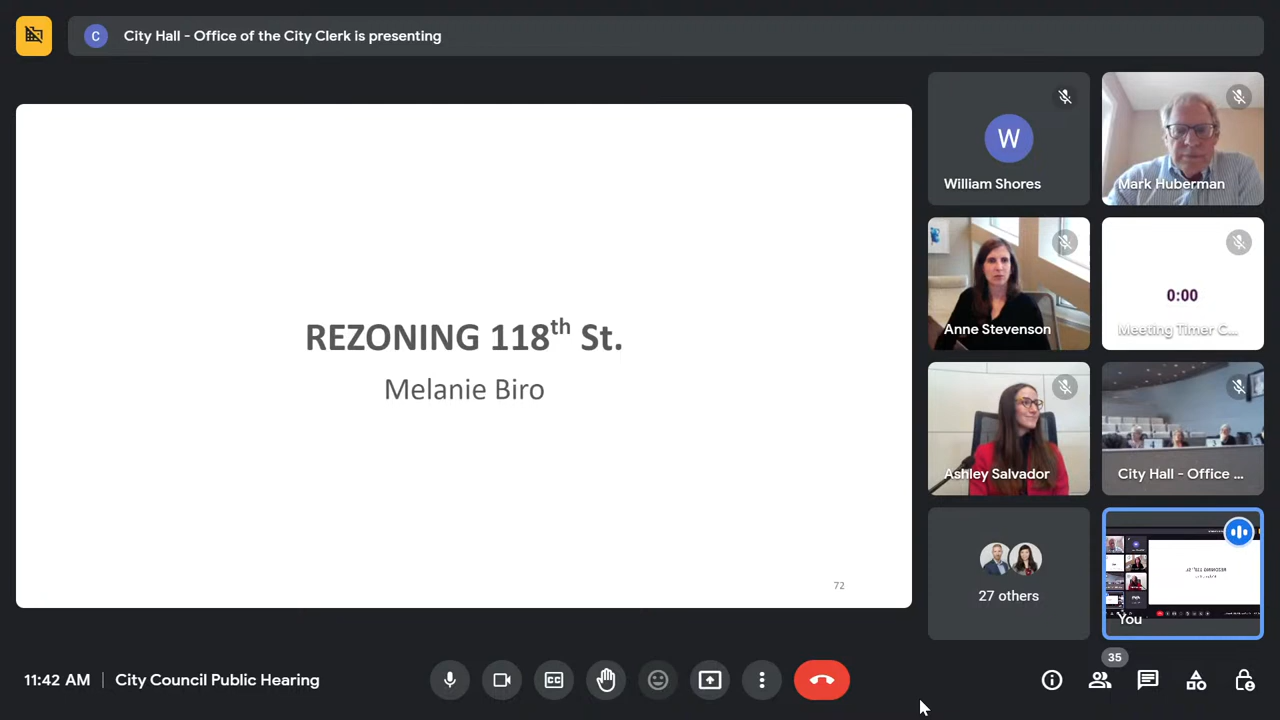 C
City Hall - Office of the City Clerk is presenting
REZONING 118th St.
Melanie Biro
72
W
William Shores
Mark Huberman
Anne Stevenson
0:00
Meeting Timer C...
Ashley Salvador
City Hall - Office ...
27 others
You
11:42 AM
City Council Public Hearing
CC
35